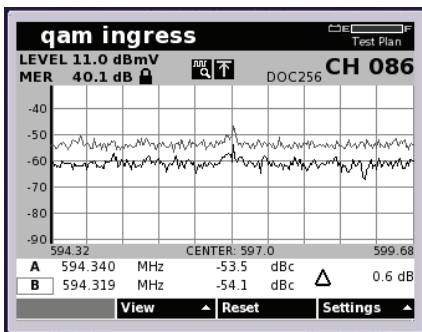 qam ingress
E F
Test Plan
LEVEL 11.0 dBmV
MER 40.1 dB
DOC256 CH 086
-40
-50
-60
-70
-80
-90
594.32 CENTER: 597.0 599.68
A 594.340 MHz -53.5 dBc
B 594.319 MHz -54.1 dBc
Δ 0.6 dB
View Reset Settings